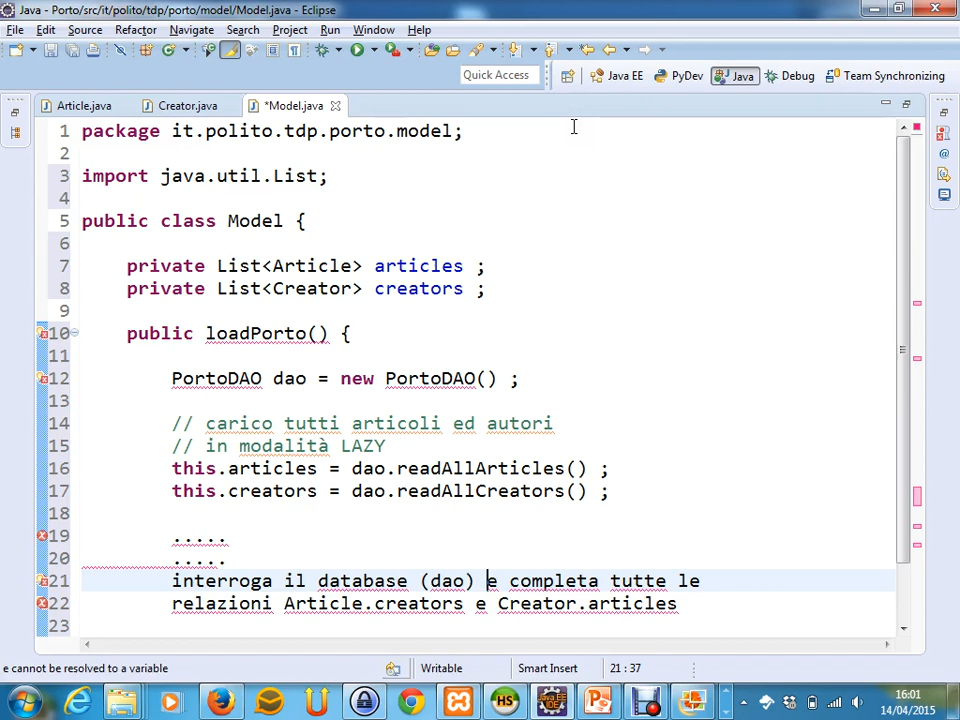 Java - Porto/src/it/polito/tdp/porto/model/Model.java - Eclipse
File Edit Source Refactor Navigate Search Project Run Window Help
Quick Access Java EE PyDev Java Debug Team Synchronizing
Article.java Creator.java *Model.java
1 package it.polito.tdp.porto.model;
2
3 import java.util.List;
4
5 public class Model {
6
7 private List<Article> articles ;
8 private List<Creator> creators ;
9
10 public loadPorto() {
11
12 PortoDAO dao = new PortoDAO() ;
13
14 // carico tutti articoli ed autori
15 // in modalità LAZY
16 this.articles = dao.readAllArticles() ;
17 this.creators = dao.readAllCreators() ;
18
19 .....
20 .....
21 interroga il database (dao) e completa tutte le
22 relazioni Article.creators e Creator.articles
23
e cannot be resolved to a variable Writable Smart Insert 21 : 37
HS
16:01
14/04/2015